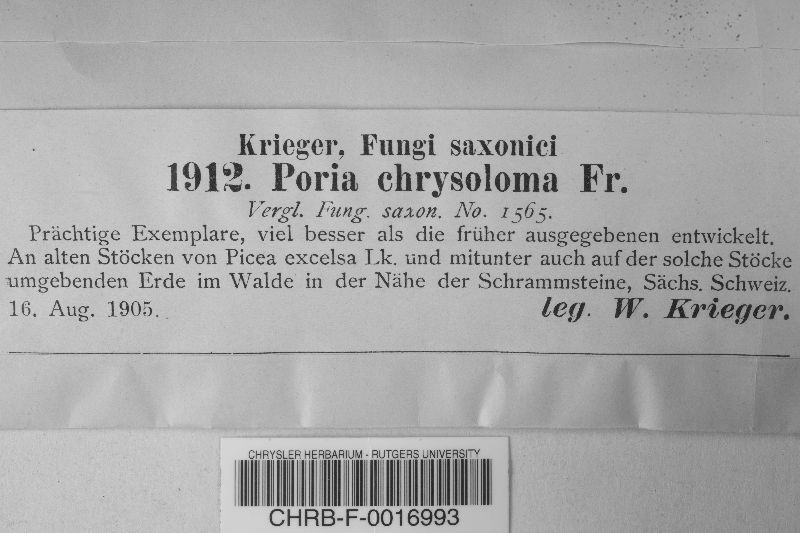 Krieger, Fungi saxonici
1912. Poria chrysoloma Fr.
Vergl. Fung. saxon. No. 1565.
Prächtige Exemplare, viel besser als die früher ausgegebenen entwickelt.
An alten Stöcken von Picea excelsa Lk. und mitunter auch auf der solche Stöcke
umgebenden Erde im Walde in der Nähe der Schrammsteine, Sächs. Schweiz.
16. Aug. 1905. leg. W. Krieger.
CHRYSLER HERBARIUM - RUTGERS UNIVERSITY
CHRB-F-0016993